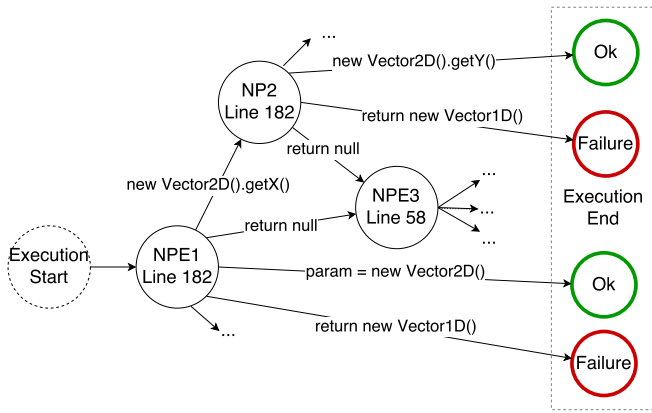 ...
new Vector2D().getY()
Ok
NP2
Line 182
return new Vector1D()
Failure
return null
new Vector2D().getX()
...
NPE3
Line 58
...
...
Execution
End
return null
Execution
Start
NPE1
Line 182
param = new Vector2D()
Ok
...
return new Vector1D()
Failure